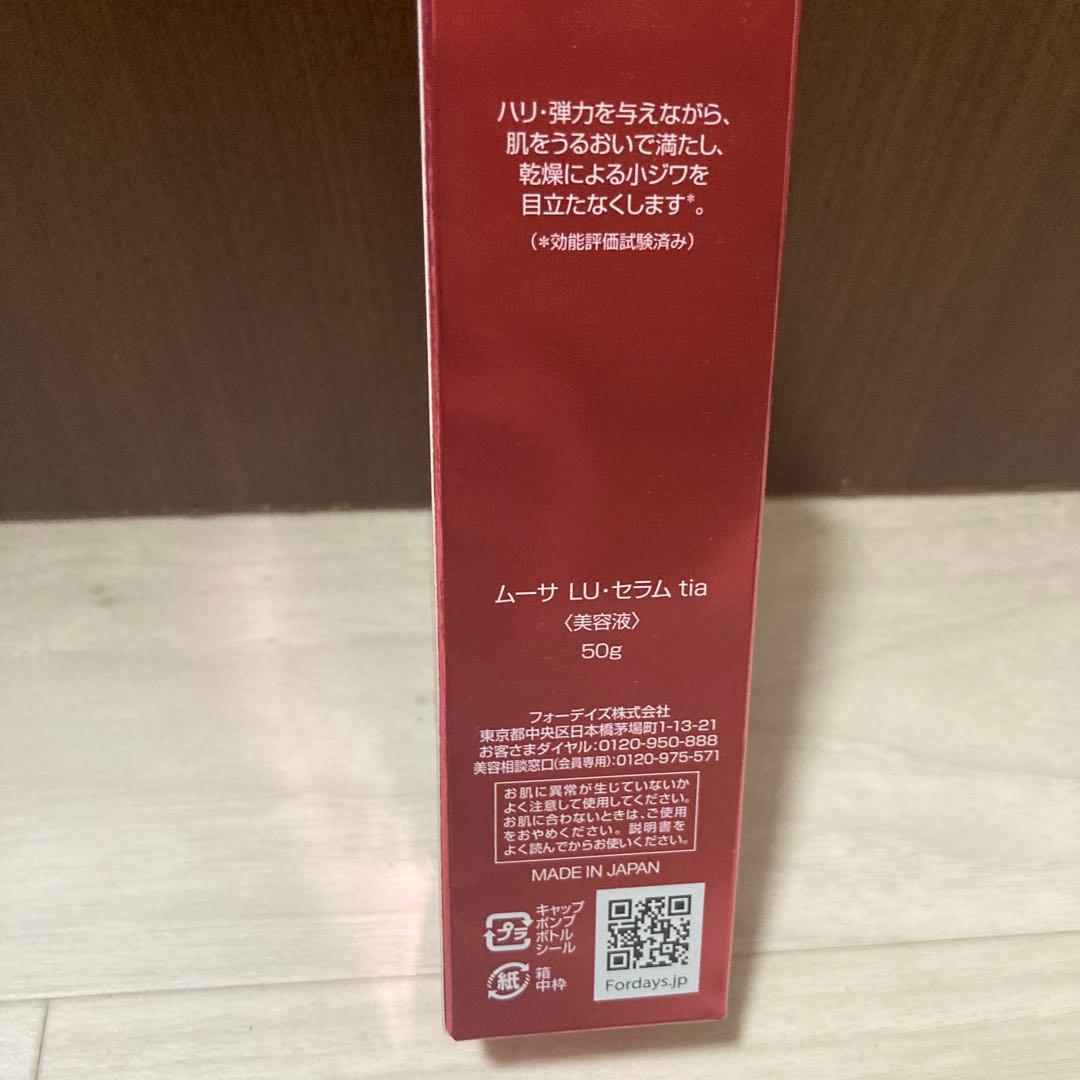 ハリ・弾力を与えながら、
肌をうるおいで満たし、
乾燥による小ジワを
目立たなくします*。
(*効能評価試験済み)
ムーサ LU・セラム tia
〈美容液〉
50g
フォーデイズ株式会社
東京都中央区日本橋茅場町1-13-21
お客さまダイヤル:0120-950-888
美容相談窓口(会員専用):0120-975-571
お肌に異常が生じていないか
よく注意して使用してください。
お肌に合わないときは、ご使用
をおやめください。説明書を
よく読んでからお使いください。
MADE IN JAPAN
プラ
キャップ
ポンプ
ボトル
シール
紙
箱
中枠
Fordays.jp